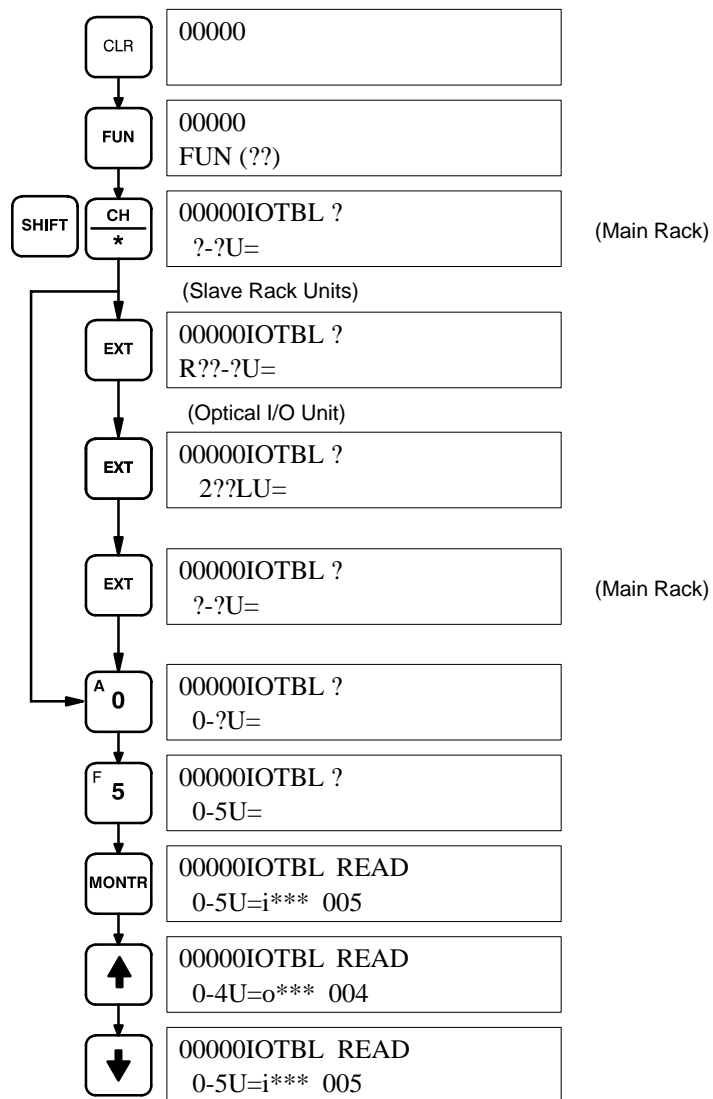 CLR
00000
FUN
00000
FUN (??)
SHIFT
CH
*
00000IOTBL ?
?-?U=
(Main Rack)
(Slave Rack Units)
EXT
00000IOTBL ?
R??-?U=
(Optical I/O Unit)
EXT
00000IOTBL ?
2??LU=
EXT
00000IOTBL ?
?-?U=
(Main Rack)
A
0
00000IOTBL ?
0-?U=
F
5
00000IOTBL ?
0-5U=
MONTR
00000IOTBL READ
0-5U=i*** 005
00000IOTBL READ
0-4U=o*** 004
00000IOTBL READ
0-5U=i*** 005